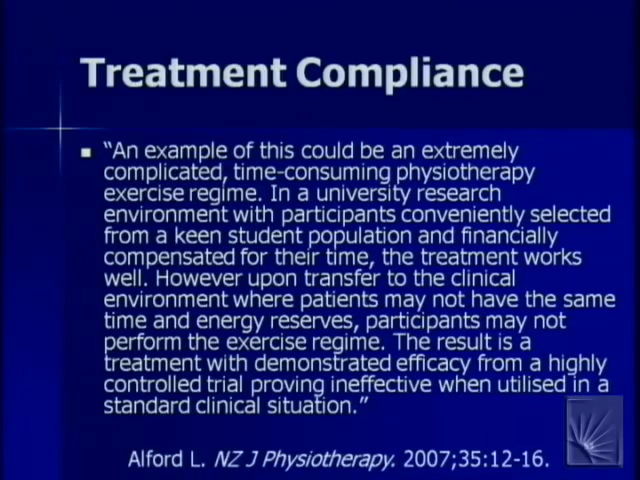 Treatment Compliance
“An example of this could be an extremely
complicated, time-consuming physiotherapy
exercise regime. In a university research
environment with participants conveniently selected
from a keen student population and financially
compensated for their time, the treatment works
well. However upon transfer to the clinical
environment where patients may not have the same
time and energy reserves, participants may not
perform the exercise regime. The result is a
treatment with demonstrated efficacy from a highly
controlled trial proving ineffective when utilised in a
standard clinical situation.”
Alford L. NZ J Physiotherapy. 2007;35:12-16.